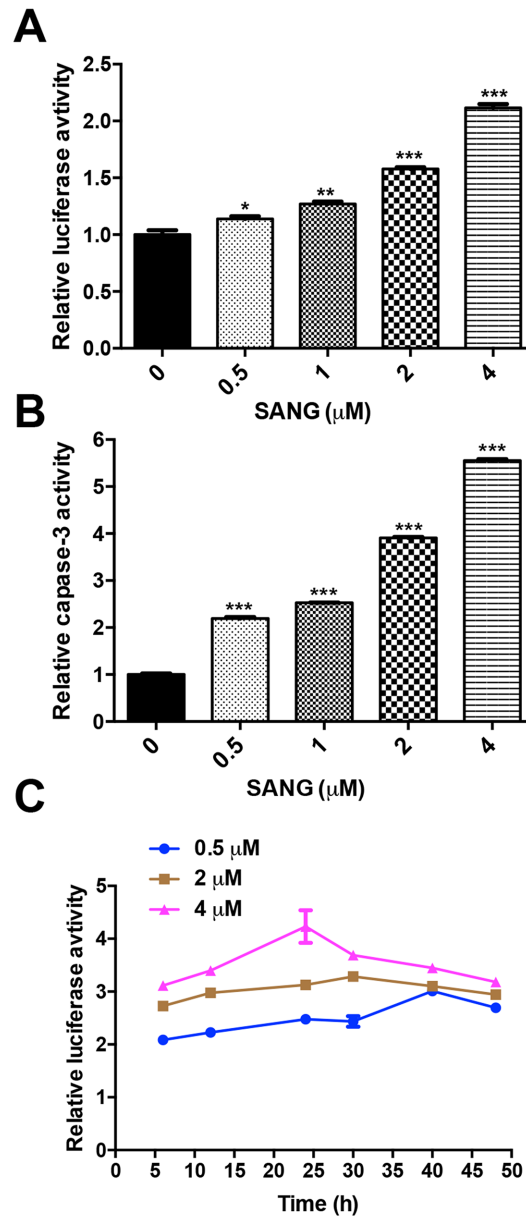 A
Relative luciferase avtivity
2.5
2.0
1.5
1.0
0.5
0.0
*
**
***
***
0
0.5
1
2
4
SANG (μM)
B
Relative capase-3 activity
6
5
4
3
2
1
0
***
***
***
***
0
0.5
1
2
4
SANG (μM)
C
0.5 μM
2 μM
4 μM
Relative luciferase avtivity
5
4
3
2
1
0
0 5 10 15 20 25 30 35 40 45 50
Time (h)